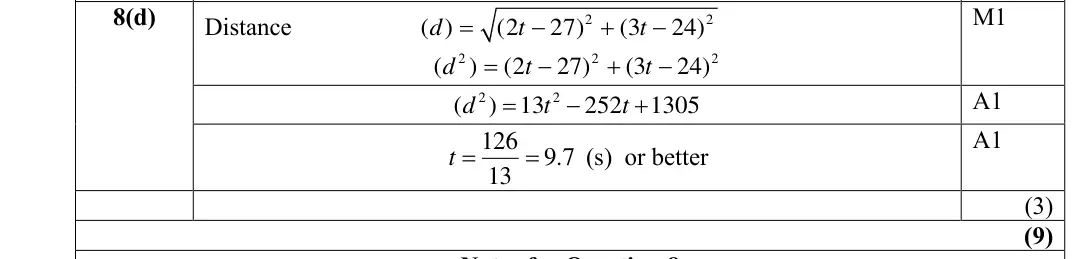 8(d) Distance (d) = √((2t − 27)² + (3t − 24)²) M1
(d²) = (2t − 27)² + (3t − 24)²
(d²) = 13t² − 252t + 1305 A1
t = 126/13 = 9.7 (s) or better A1
(3)
(9)